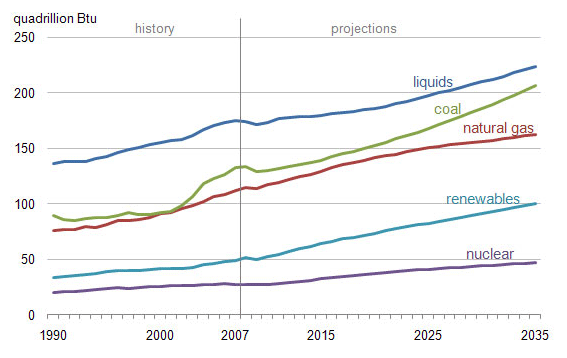 quadrillion Btu
250
history
projections
200
liquids
coal
natural gas
150
100
renewables
50
nuclear
0
1990
2000
2007
2015
2025
2035